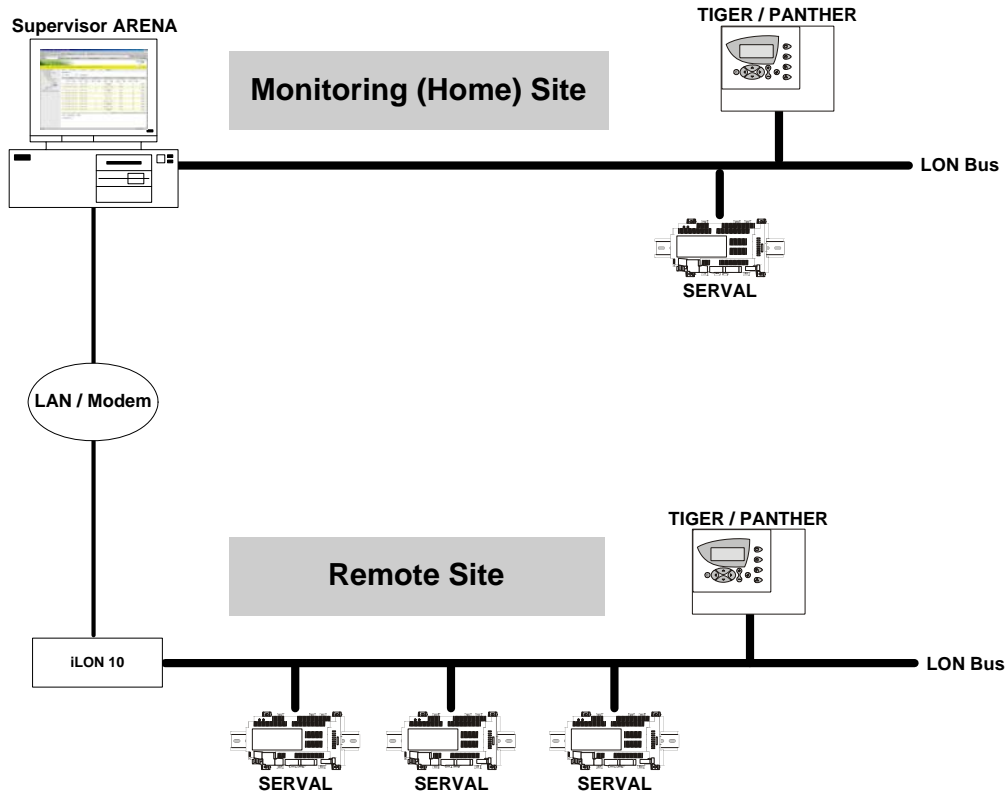 Supervisor ARENA
TIGER / PANTHER
Monitoring (Home) Site
LON Bus
SERVAL
LAN / Modem
TIGER / PANTHER
Remote Site
iLON 10
LON Bus
SERVAL
SERVAL
SERVAL